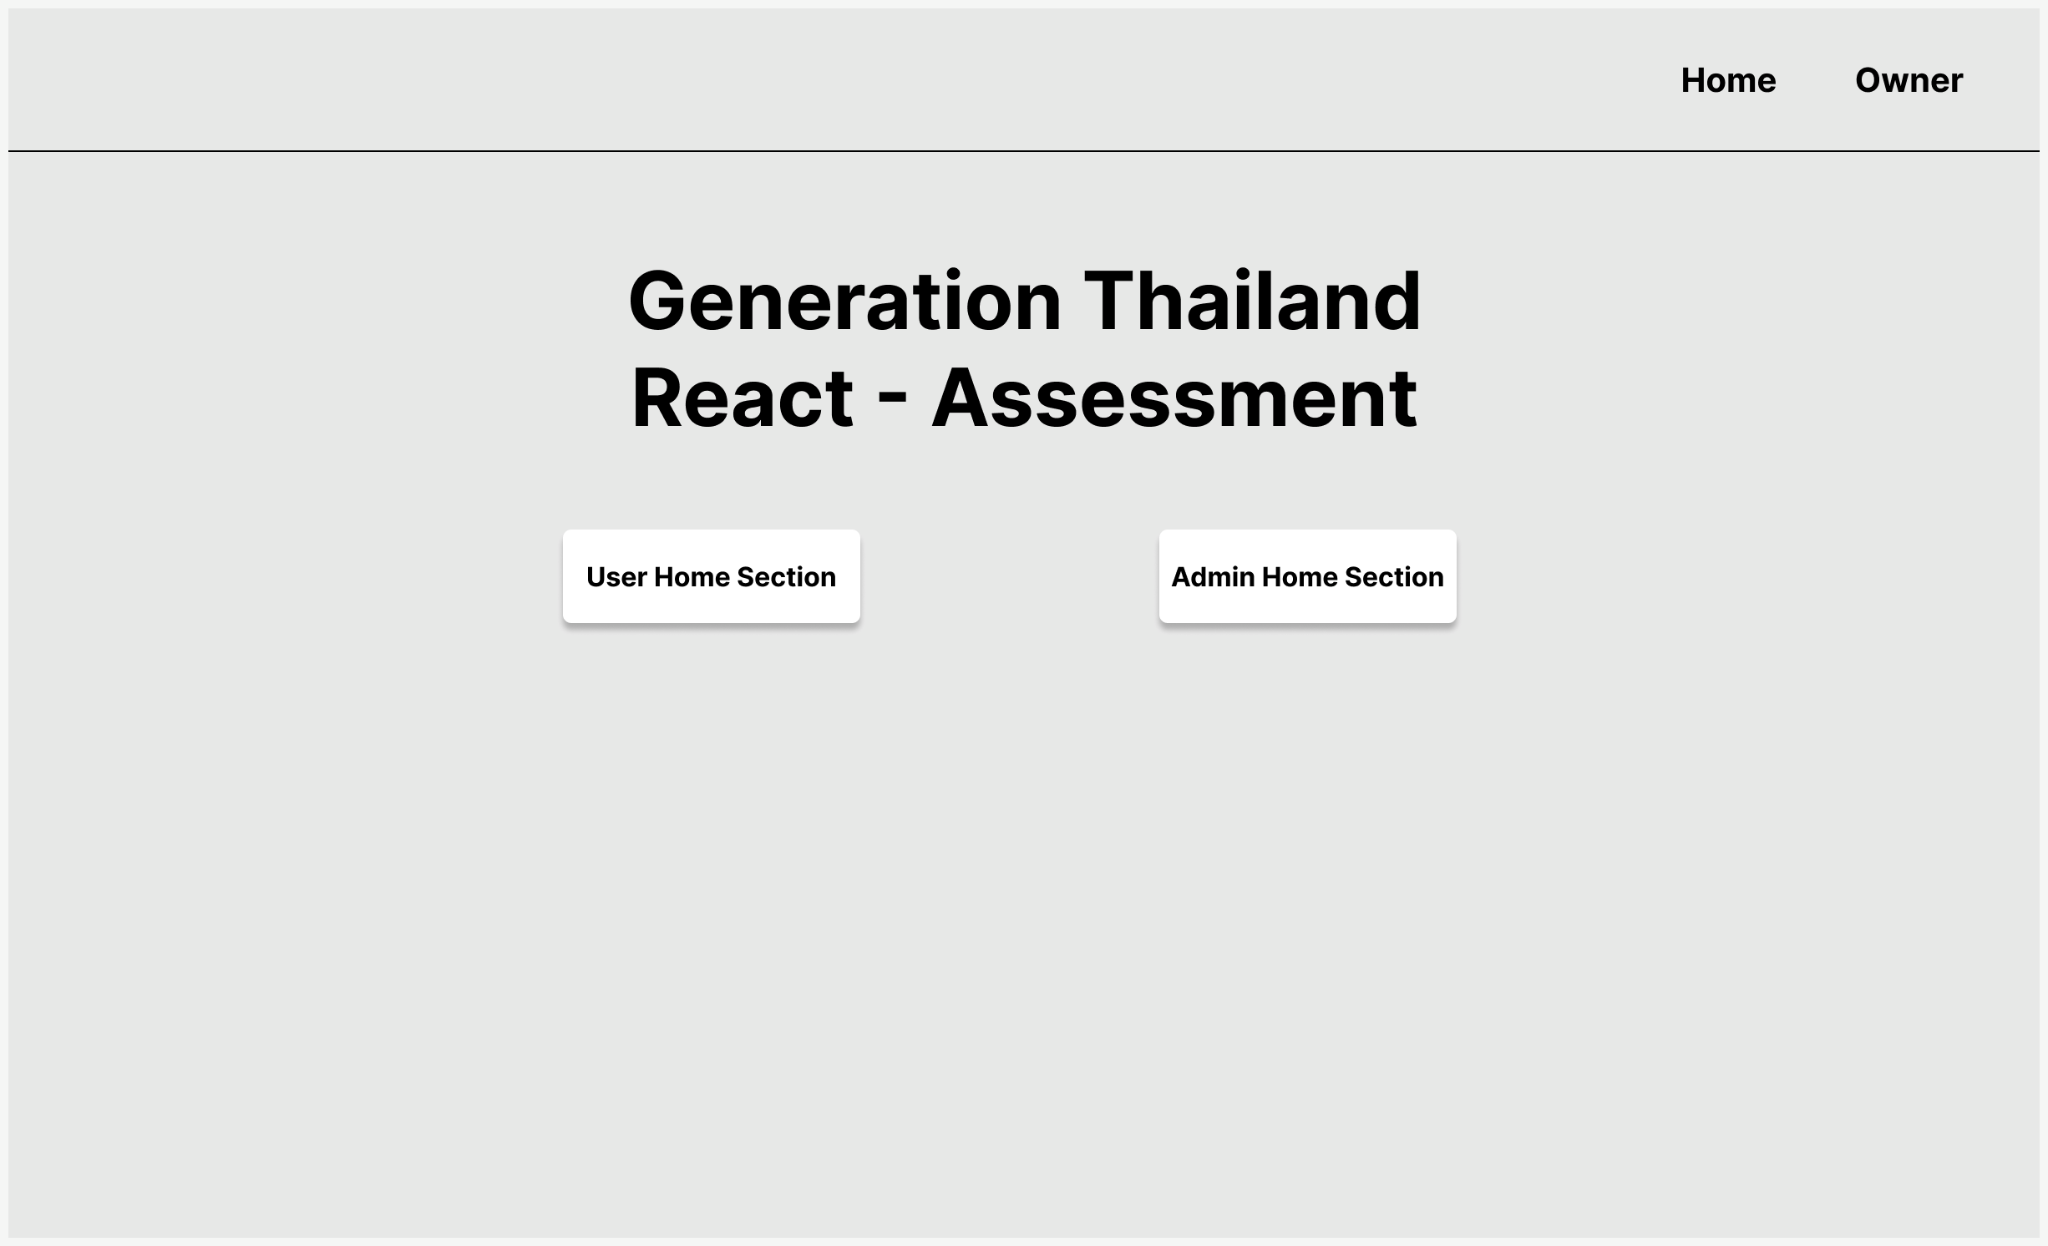 Home Owner
Generation Thailand
React - Assessment
User Home Section Admin Home Section